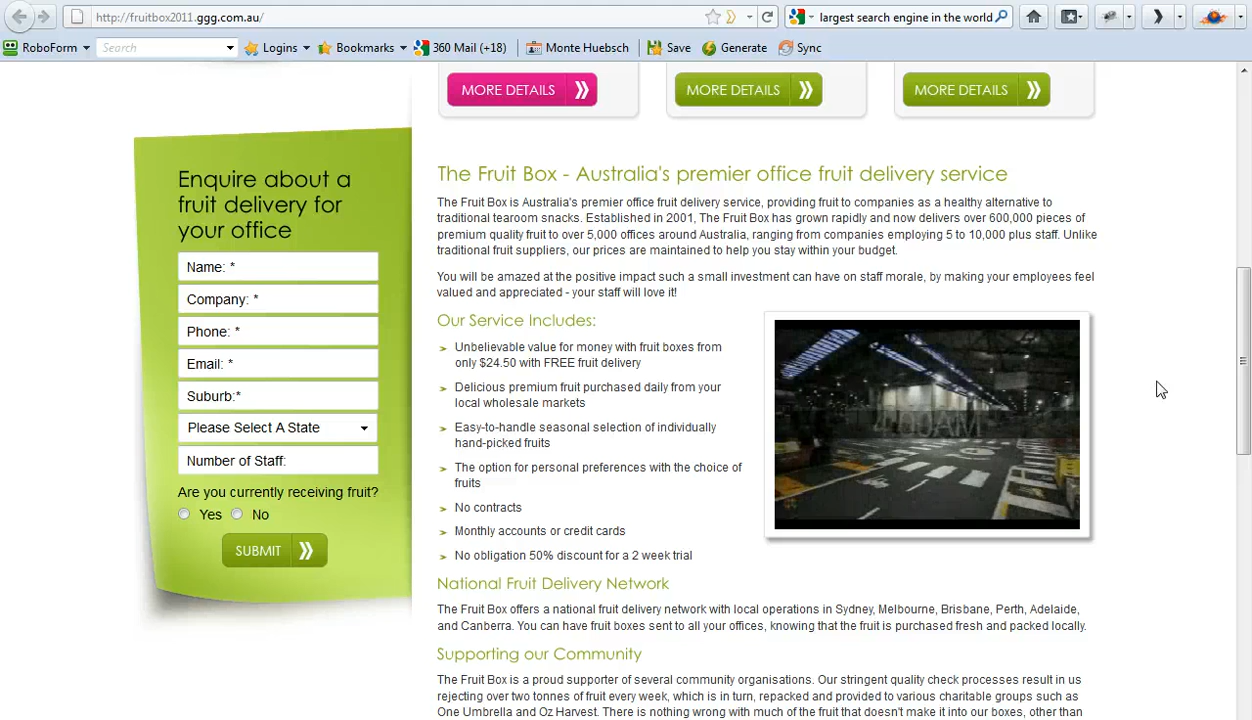 http://fruitbox2011.ggg.com.au/
largest search engine in the world
RoboForm
Search
Logins
Bookmarks
360 Mail (+18)
Monte Huebsch
Save
Generate
Sync
MORE DETAILS
MORE DETAILS
MORE DETAILS
Enquire about a
fruit delivery for
your office
Name: *
Company: *
Phone: *
Email: *
Suburb:*
Please Select A State
Number of Staff:
Are you currently receiving fruit?
Yes
No
SUBMIT
The Fruit Box - Australia's premier office fruit delivery service
The Fruit Box is Australia's premier office fruit delivery service, providing fruit to companies as a healthy alternative to
traditional tearoom snacks. Established in 2001, The Fruit Box has grown rapidly and now delivers over 600,000 pieces of
premium quality fruit to over 5,000 offices around Australia, ranging from companies employing 5 to 10,000 plus staff. Unlike
traditional fruit suppliers, our prices are maintained to help you stay within your budget.
You will be amazed at the positive impact such a small investment can have on staff morale, by making your employees feel
valued and appreciated - your staff will love it!
Our Service Includes:
Unbelievable value for money with fruit boxes from
only $24.50 with FREE fruit delivery
Delicious premium fruit purchased daily from your
local wholesale markets
Easy-to-handle seasonal selection of individually
hand-picked fruits
The option for personal preferences with the choice of
fruits
No contracts
Monthly accounts or credit cards
No obligation 50% discount for a 2 week trial
National Fruit Delivery Network
The Fruit Box offers a national fruit delivery network with local operations in Sydney, Melbourne, Brisbane, Perth, Adelaide,
and Canberra. You can have fruit boxes sent to all your offices, knowing that the fruit is purchased fresh and packed locally.
Supporting our Community
The Fruit Box is a proud supporter of several community organisations. Our stringent quality check processes result in us
rejecting over two tonnes of fruit every week, which is in turn, repacked and provided to various charitable groups such as
One Umbrella and Oz Harvest. There is nothing wrong with much of the fruit that doesn't make it into our boxes, other than